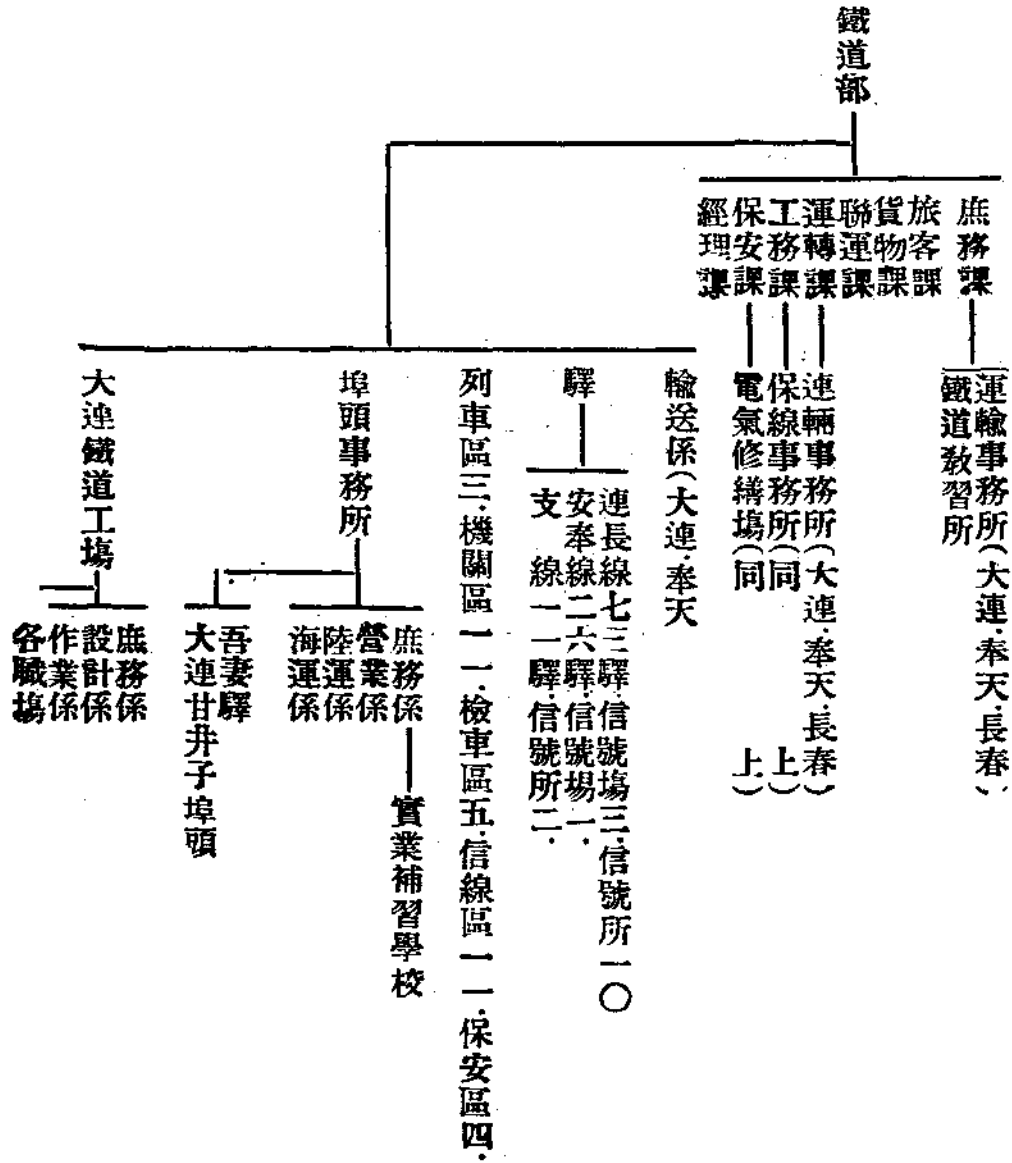 鐵道部
庶務課
旅客課
貨物課
聯運課
運轉課
工務課
保安課
經理課
運輸事務所(大連.奉天.長春)
鐵道教習所
連輛事務所(大連.奉天.長春)
保線事務所(同 上)
電氣修繕塲(同 上)
輸送係(大連.奉天
驛
連長線七三驛.信號塲三.信號所一〇
安奉線二六驛.信號場一.
支 線一一驛.信號所二.
列車區三.機關區一一.檢車區五.信線區一一.保安區四.
埠頭事務所
庶務係
營業係
陸運係
海運係
實業補習學校
吾妻驛
大連甘井子埠頭
大連鐵道工塲
庶務係
設計係
作業係
各職塲